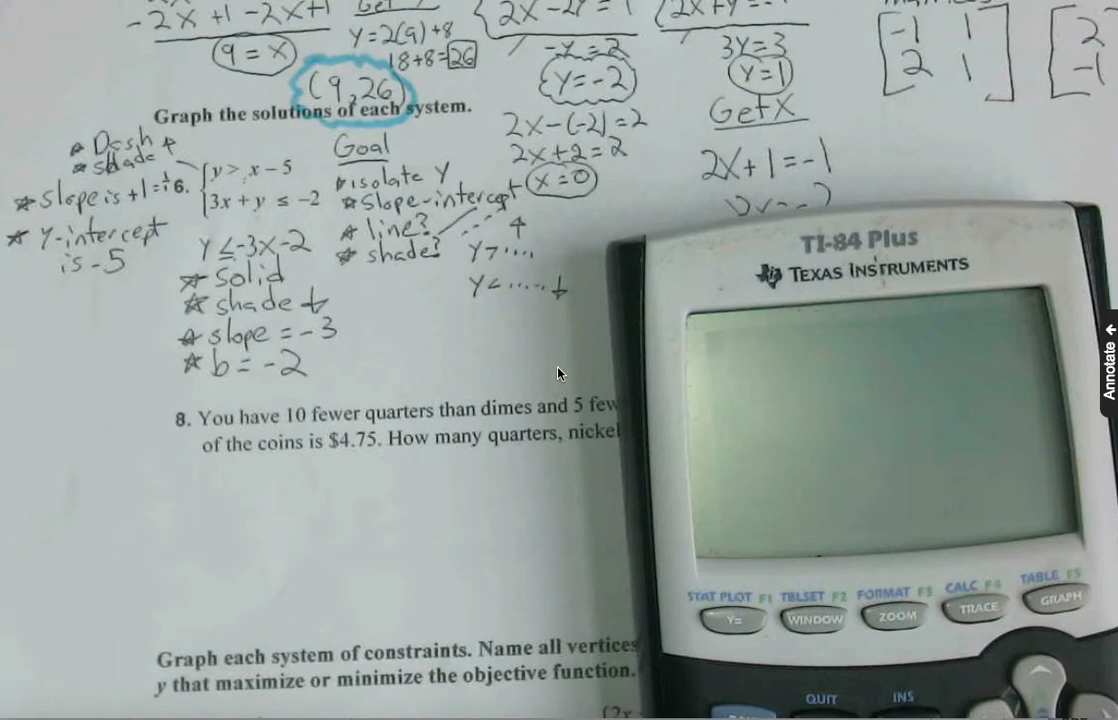 -2x +1 -2x+1
9 = x
Y=2(9)+8
18+8=26
(9,26)
2x-2y=1
-Y=2
Y=-2
2x-(-2)=2
2x+2=2
x=0
2x+y=-1
3Y=3
Y=1
Get X
2x+1=-1
-1 1
2 1
2
-1
Graph the solutions of each system.
Dash
shade
slope is +1=
Y-intercept
is -5
6. y > x − 5
3x + y ≤ −2
Y≤-3x-2
solid
shade
slope = -3
b = -2
Goal
isolate Y
slope-intercept
line?
shade? Y>....
Y<.....
8. You have 10 fewer quarters than dimes and 5 few
of the coins is $4.75. How many quarters, nickel
Graph each system of constraints. Name all vertices
y that maximize or minimize the objective function.
{2x
TI-84 Plus
TEXAS INSTRUMENTS
STAT PLOT F1 TBLSET F2 FORMAT F3 CALC F4 TABLE F5
Y= WINDOW ZOOM TRACE GRAPH
QUIT INS
Annotate